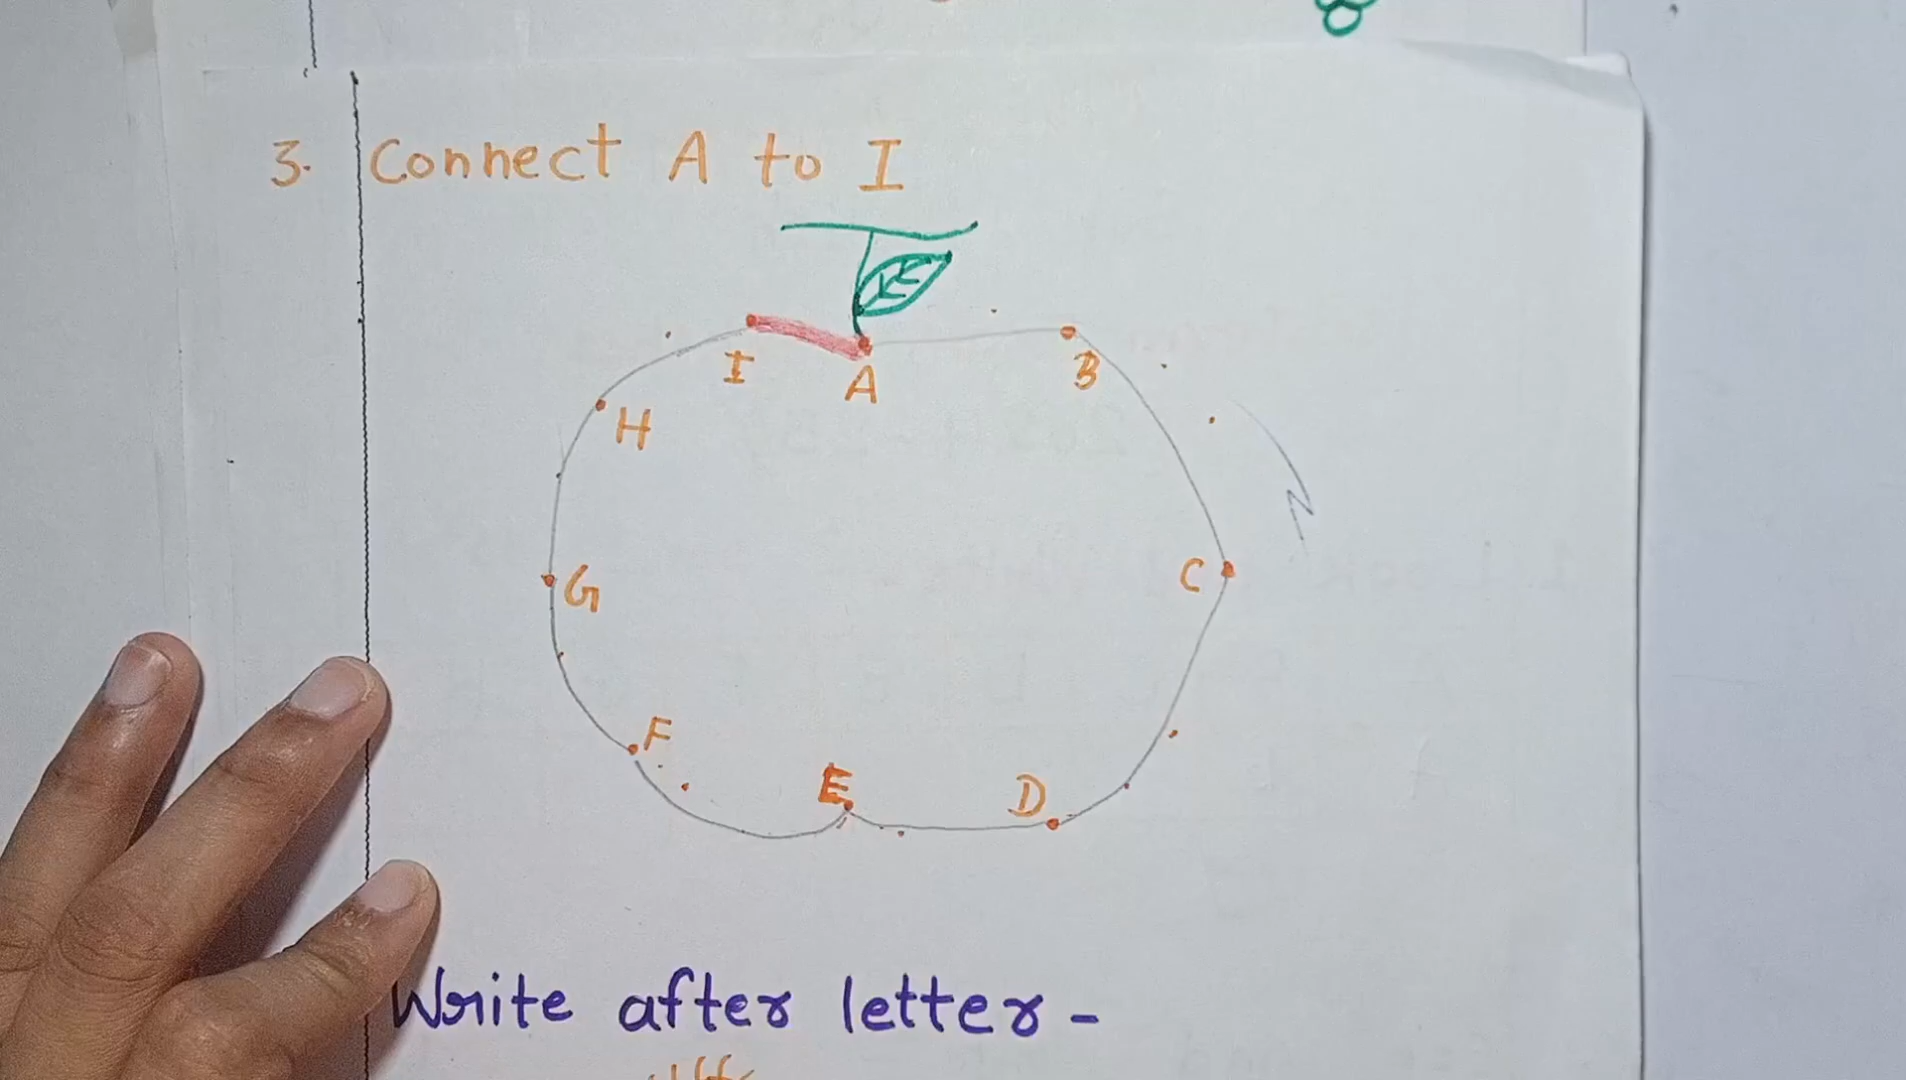 3. Connect A to I
I
A
B
H
G
C
F
E
D
Write after letter -